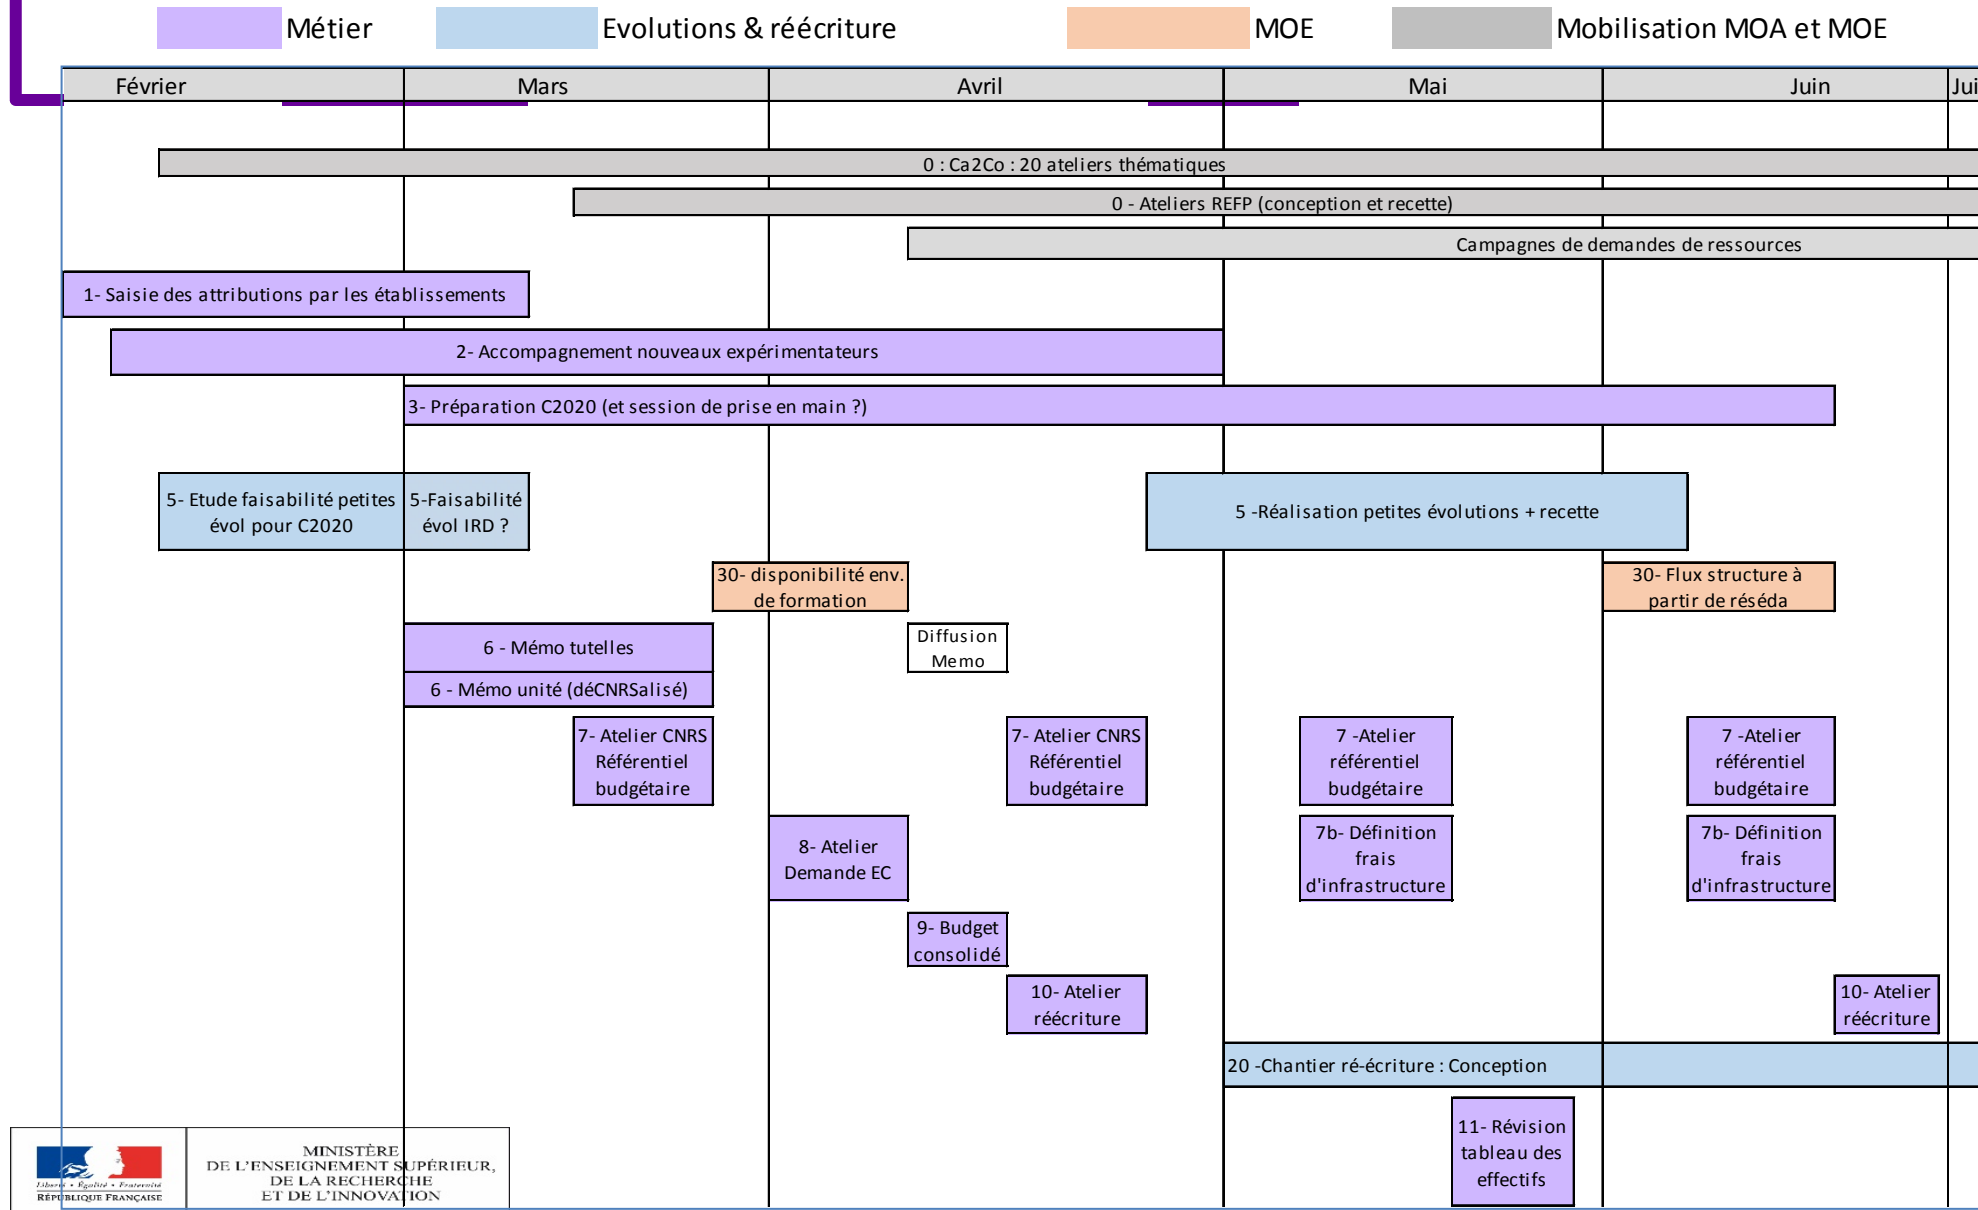 Métier
Evolutions & réécriture
MOE
Mobilisation MOA et MOE
Février
Mars
Avril
Mai
Juin
Jui
0 : Ca2Co : 20 ateliers thématiques
0 - Ateliers REFP (conception et recette)
Campagnes de demandes de ressources
1- Saisie des attributions par les établissements
2- Accompagnement nouveaux expérimentateurs
3- Préparation C2020 (et session de prise en main ?)
5- Etude faisabilité petites
évol pour C2020
5-Faisabilité
évol IRD ?
5 -Réalisation petites évolutions + recette
30- disponibilité env.
de formation
30- Flux structure à
partir de réséda
6 - Mémo tutelles
Diffusion
Memo
6 - Mémo unité (déCNRSalisé)
7- Atelier CNRS
Référentiel
budgétaire
7- Atelier CNRS
Référentiel
budgétaire
7 -Atelier
référentiel
budgétaire
7 -Atelier
référentiel
budgétaire
8- Atelier
Demande EC
7b- Définition
frais
d'infrastructure
7b- Définition
frais
d'infrastructure
9- Budget
consolidé
10- Atelier
réécriture
10- Atelier
réécriture
20 -Chantier ré-écriture : Conception
11- Révision
tableau des
effectifs
Liberté • Égalité • Fraternité
RÉPUBLIQUE FRANÇAISE
MINISTÈRE
DE L'ENSEIGNEMENT SUPÉRIEUR,
DE LA RECHERCHE
ET DE L'INNOVATION